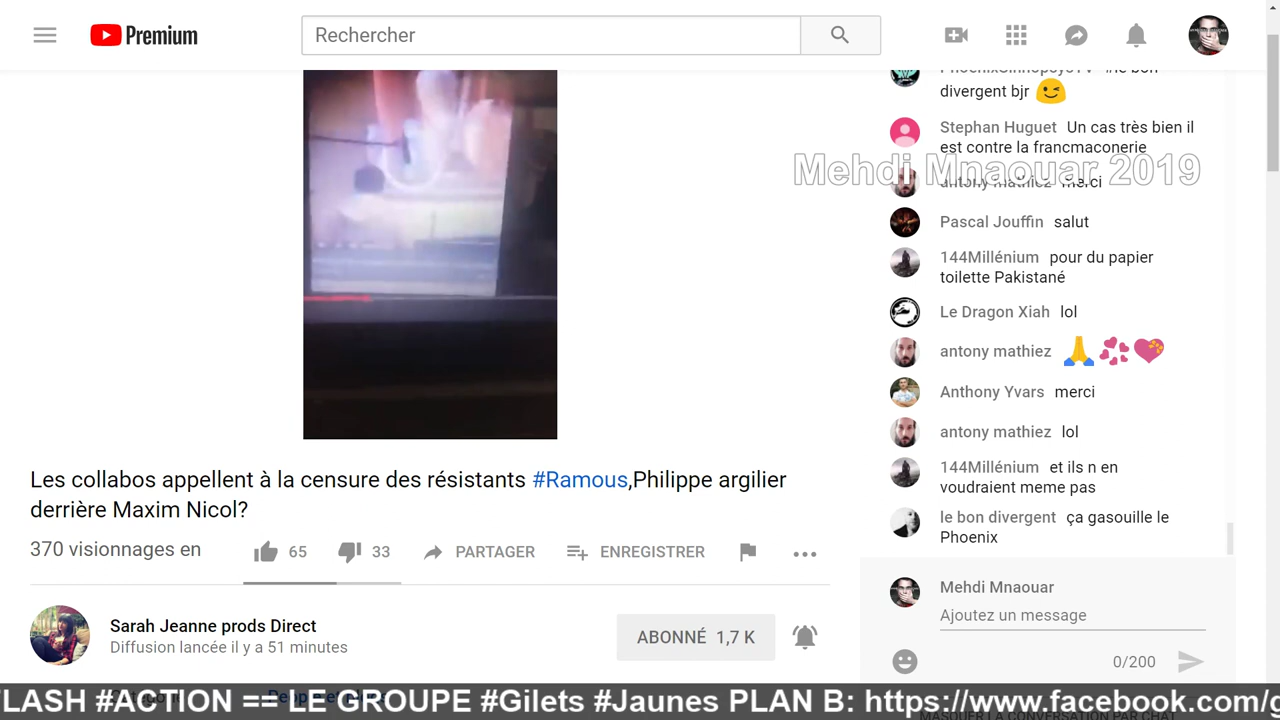 Premium
Rechercher
divergent bjr
Stephan Huguet Un cas très bien il
est contre la francmaconerie
Mehdi Mnaouar 2019
antony mathiez merci
Pascal Jouffin salut
144Millénium pour du papier
toilette Pakistané
Le Dragon Xiah lol
antony mathiez
Anthony Yvars merci
antony mathiez lol
144Millénium et ils n en
voudraient meme pas
le bon divergent ça gasouille le
Phoenix
Les collabos appellent à la censure des résistants #Ramous,Philippe argilier
derrière Maxim Nicol?
370 visionnages en
65
33
PARTAGER
ENREGISTRER
Sarah Jeanne prods Direct
Diffusion lancée il y a 51 minutes
ABONNÉ 1,7 K
Mehdi Mnaouar
Ajoutez un message
0/200
LASH #ACTION == LE GROUPE #Gilets #Jaunes PLAN B: https://www.facebook.com/g